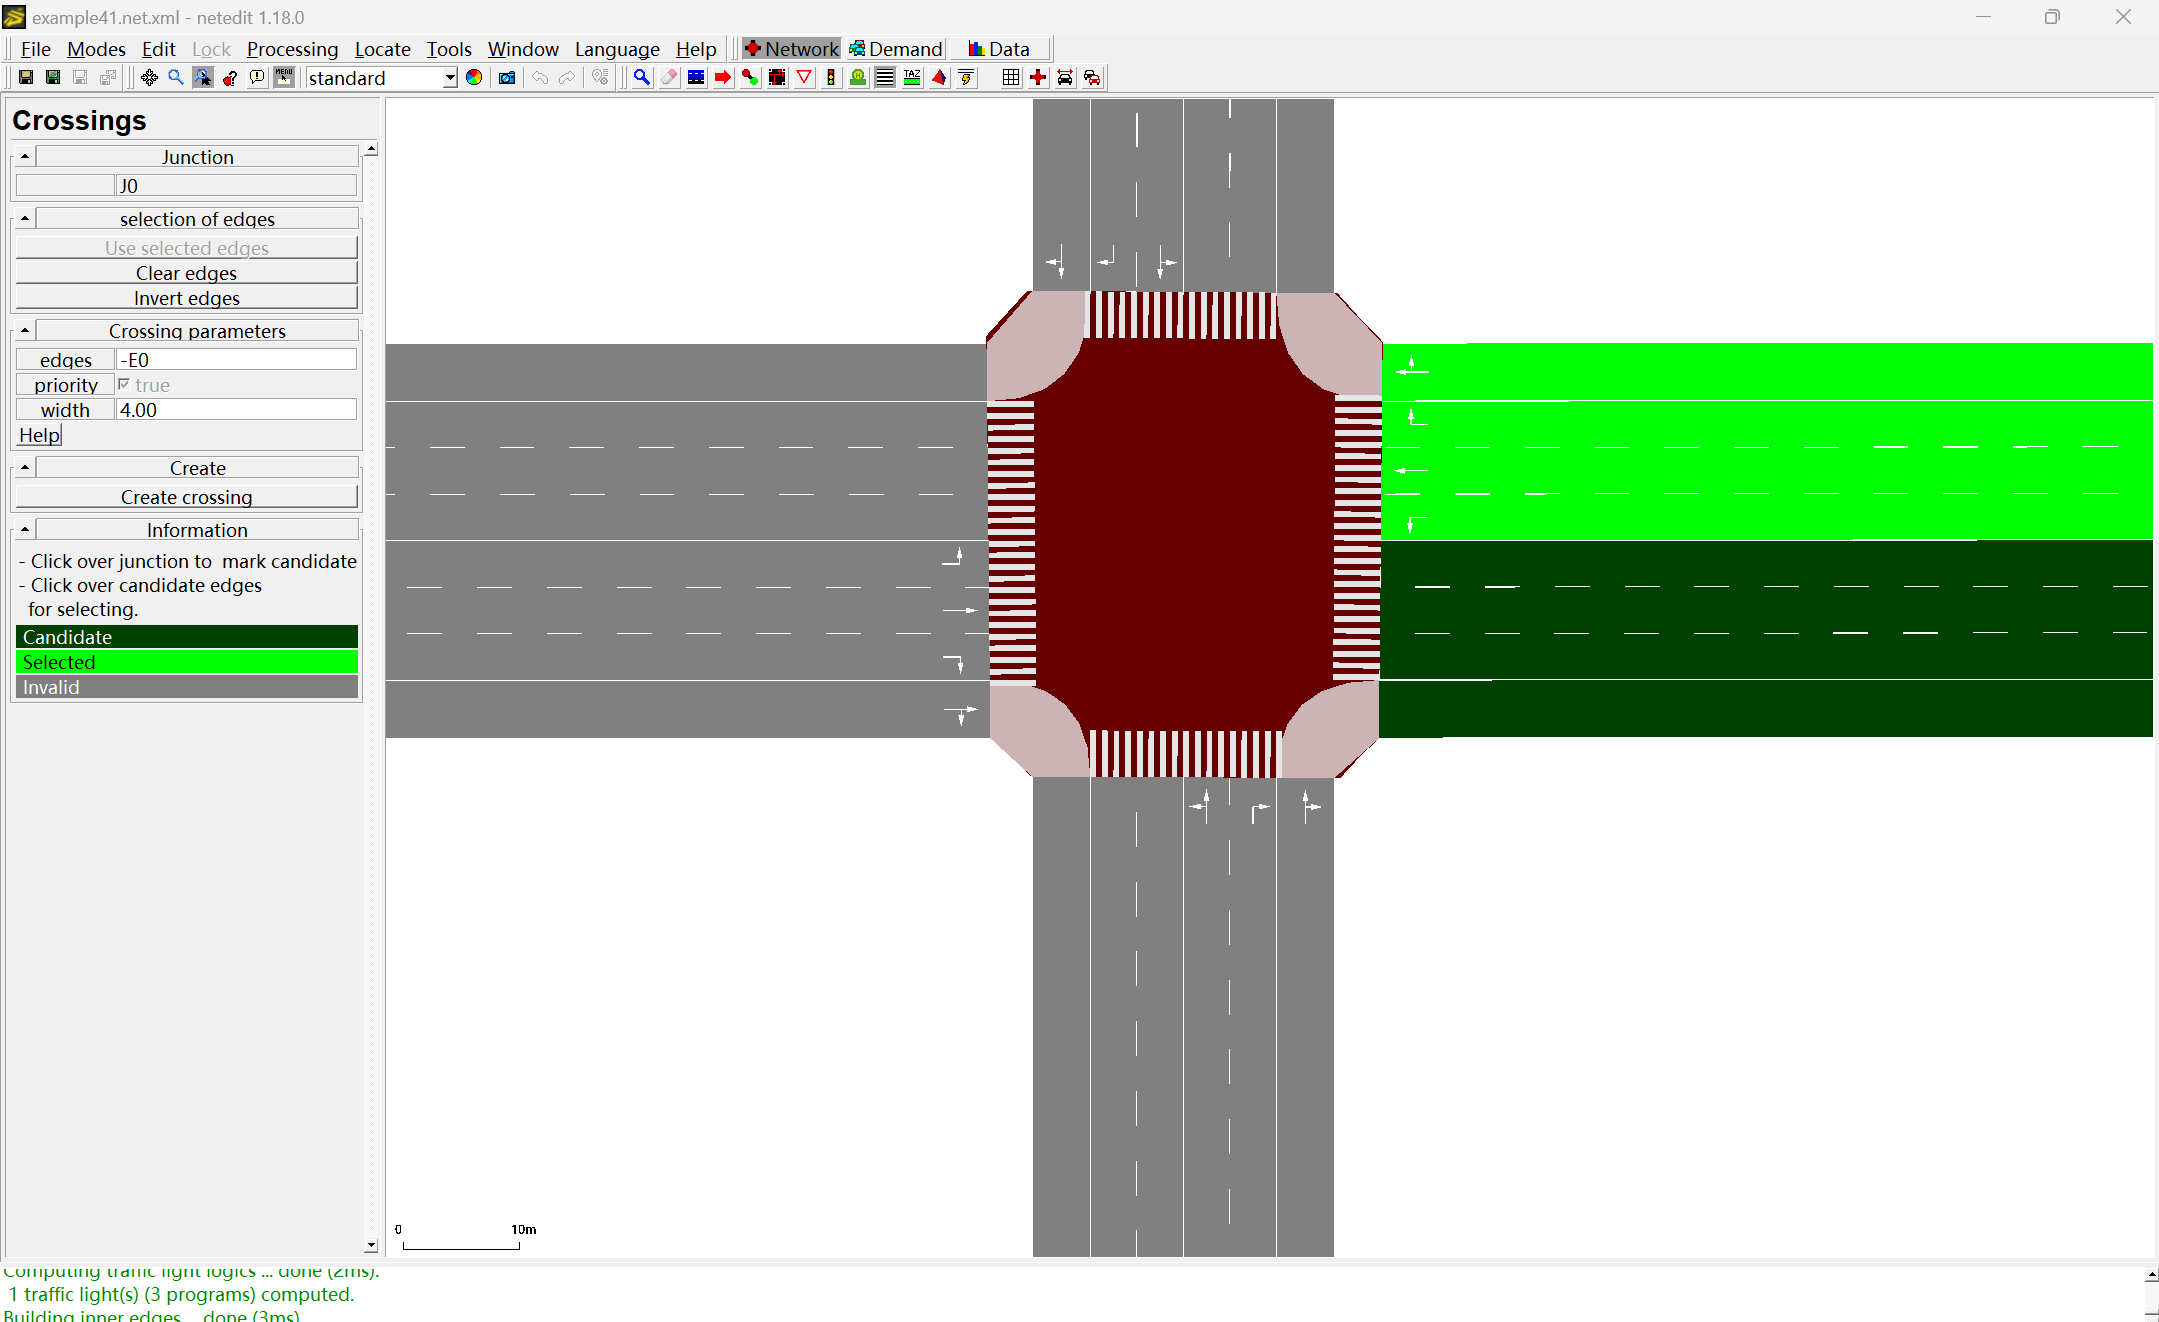 example41.net.xml - netedit 1.18.0
File Modes Edit Lock Processing Locate Tools Window Language Help Network Demand Data
MENU standard TAZ
Crossings
Junction
J0
selection of edges
Use selected edges
Clear edges
Invert edges
Crossing parameters
edges -E0
priority true
width 4.00
Help
Create
Create crossing
Information
- Click over junction to mark candidate
- Click over candidate edges
for selecting.
Candidate
Selected
Invalid
0 10m
Computing traffic light logics ... done (2ms).
1 traffic light(s) (3 programs) computed.
Building inner edges ... done (3ms)